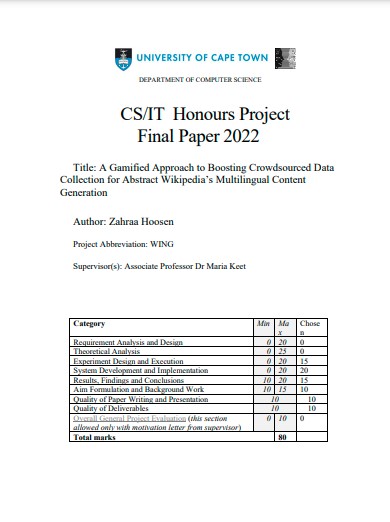 UNIVERSITY OF CAPE TOWN
DEPARTMENT OF COMPUTER SCIENCE
CS/IT Honours Project
Final Paper 2022
Title: A Gamified Approach to Boosting Crowdsourced Data
Collection for Abstract Wikipedia's Multilingual Content
Generation
Author: Zahraa Hoosen
Project Abbreviation: WING
Supervisor(s): Associate Professor Dr Maria Keet
Category Min Ma
x Chose
n
Requirement Analysis and Design 0 20 0
Theoretical Analysis 0 25 0
Experiment Design and Execution 0 20 15
System Development and Implementation 0 20 20
Results, Findings and Conclusions 10 20 15
Aim Formulation and Background Work 10 15 10
Quality of Paper Writing and Presentation 10 10
Quality of Deliverables 10 10
Overall General Project Evaluation (this section
allowed only with motivation letter from supervisor) 0 10 0
Total marks 80